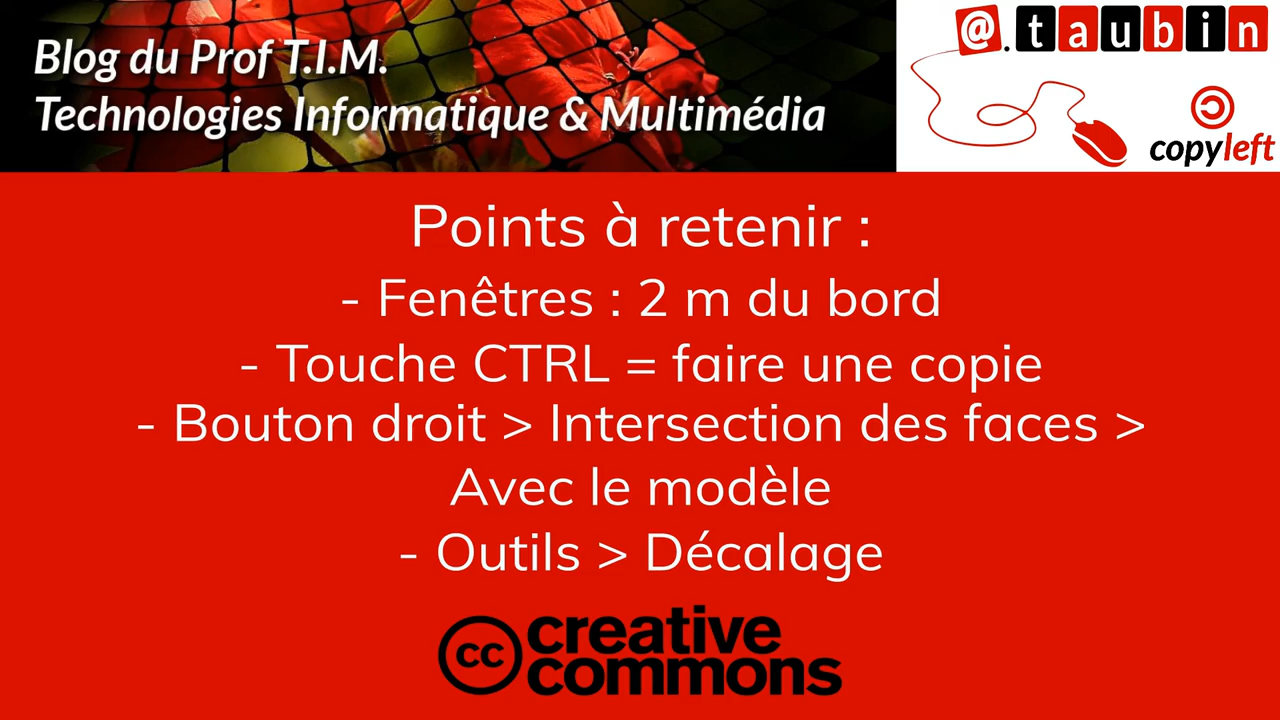 Blog du Prof T.I.M.
Technologies Informatique & Multimédia
@.taubin
copyleft
Points à retenir :
- Fenêtres : 2 m du bord
- Touche CTRL = faire une copie
- Bouton droit > Intersection des faces >
Avec le modèle
- Outils > Décalage
cc creative
commons